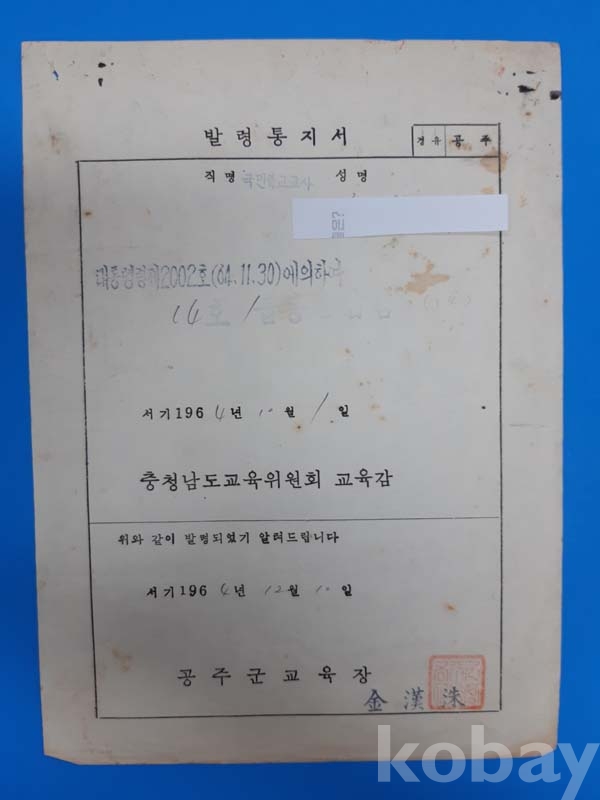 발령통지서
경유 공주
직명 국민학교교사 성명
대통령령제2002호(64.11.30)에의하여
14호
서기1964년 10월 1일
충청남도교육위원회 교육감
위와 같이 발령되었기 알려드립니다
서기1964년 12월 10일
공주군교육장
金漢洙
kobay